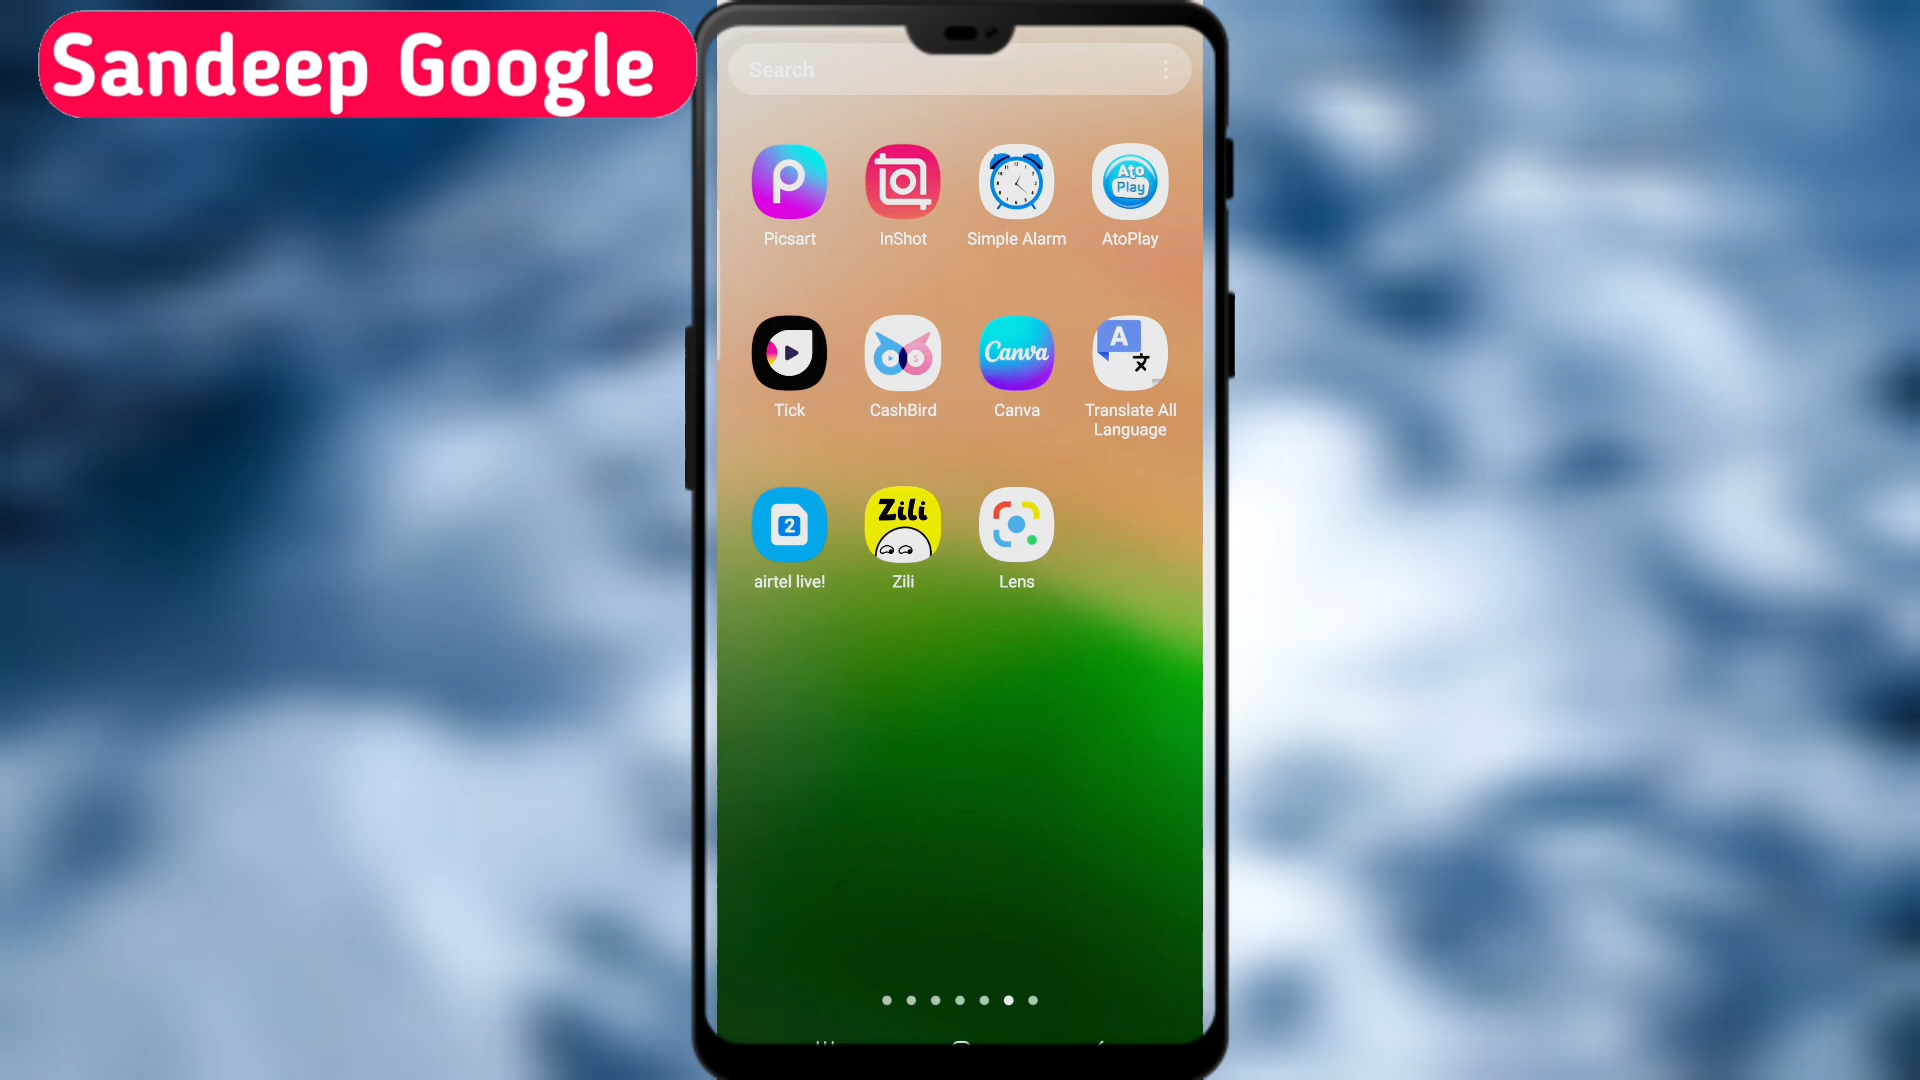 Sandeep Google
Search
Ato
Play
Picsart
InShot
Simple Alarm
AtoPlay
Canva
A
Tick
CashBird
Canva
Translate All
Language
2
Zili
airtel live!
Zili
Lens